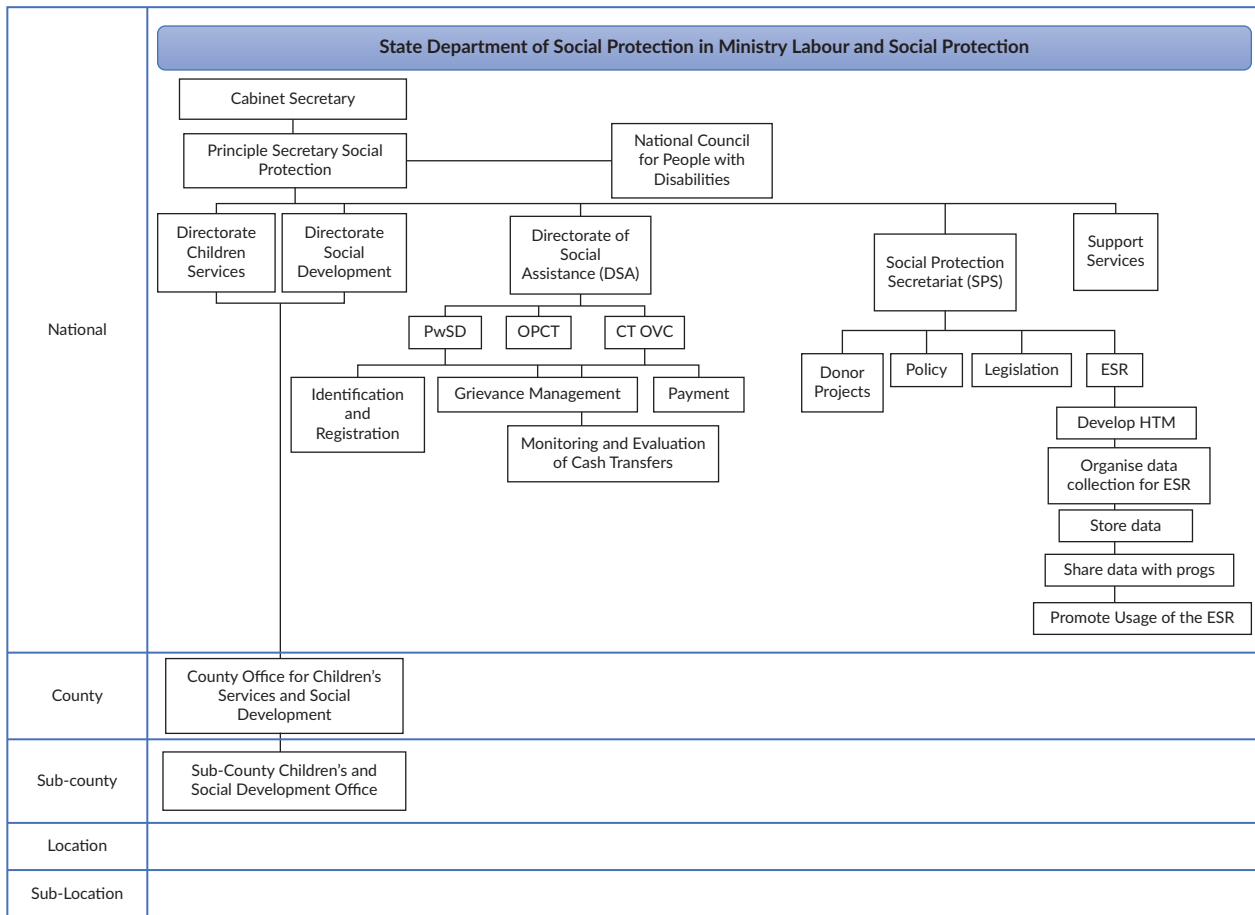 State Department of Social Protection in Ministry Labour and Social Protection
National
Cabinet Secretary
Principle Secretary Social
Protection
National Council
for People with
Disabilities
Directorate
Children
Services
Directorate
Social
Development
Directorate of
Social
Assistance (DSA)
Social Protection
Secretariat (SPS)
Support
Services
PwSD
OPCT
CT OVC
Identification
and
Registration
Grievance Management
Payment
Monitoring and Evaluation
of Cash Transfers
Donor
Projects
Policy
Legislation
ESR
Develop HTM
Organise data
collection for ESR
Store data
Share data with progs
Promote Usage of the ESR
County
County Office for Children’s
Services and Social
Development
Sub-county
Sub-County Children’s and
Social Development Office
Location
Sub-Location